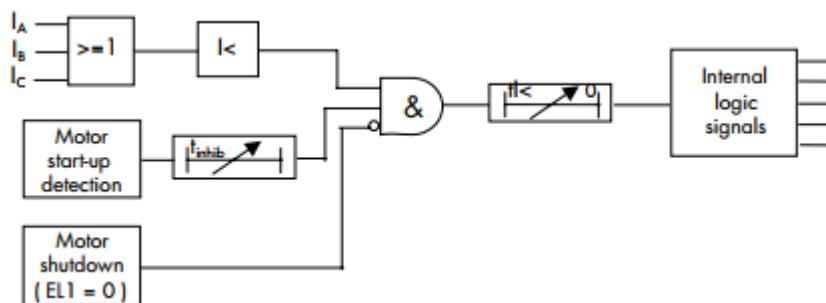 IA
IB
IC
>=1
I<
&
tI< 0
Internal
logic
signals
Motor
start-up
detection
tinhib
Motor
shutdown
( EL1 = 0 )